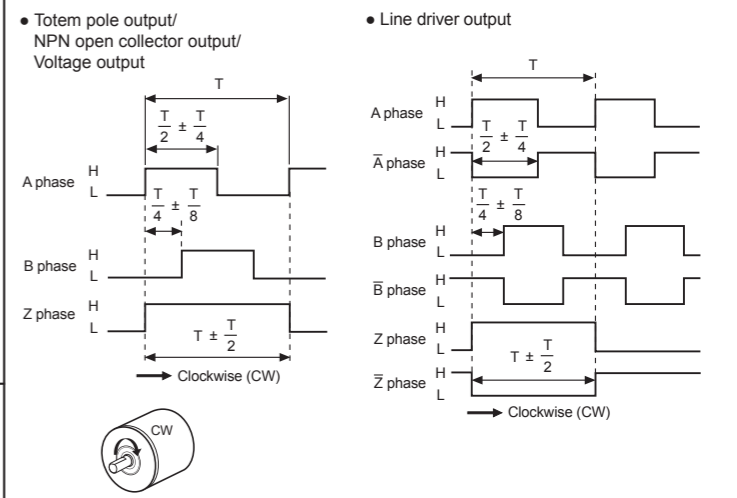 ● Totem pole output/
NPN open collector output/
Voltage output
T
T/2 ± T/4
A phase H L
T/4 ± T/8
B phase H L
Z phase H L
T ± T/2
Clockwise (CW)
CW
● Line driver output
T
A phase H L
T/2 ± T/4
A̅ phase H L
T/4 ± T/8
B phase H L
B̅ phase H L
Z phase H L
T ± T/2
Z̅ phase H L
Clockwise (CW)